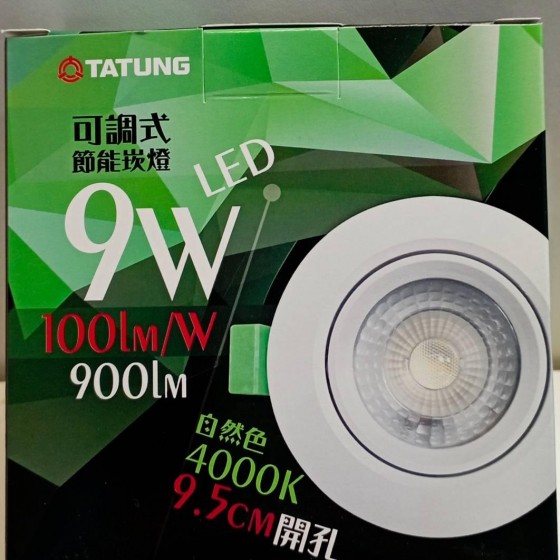 TATUNG
可調式
節能崁燈
LED
9W
100LM/W
900LM
自然色
4000K
9.5CM開孔